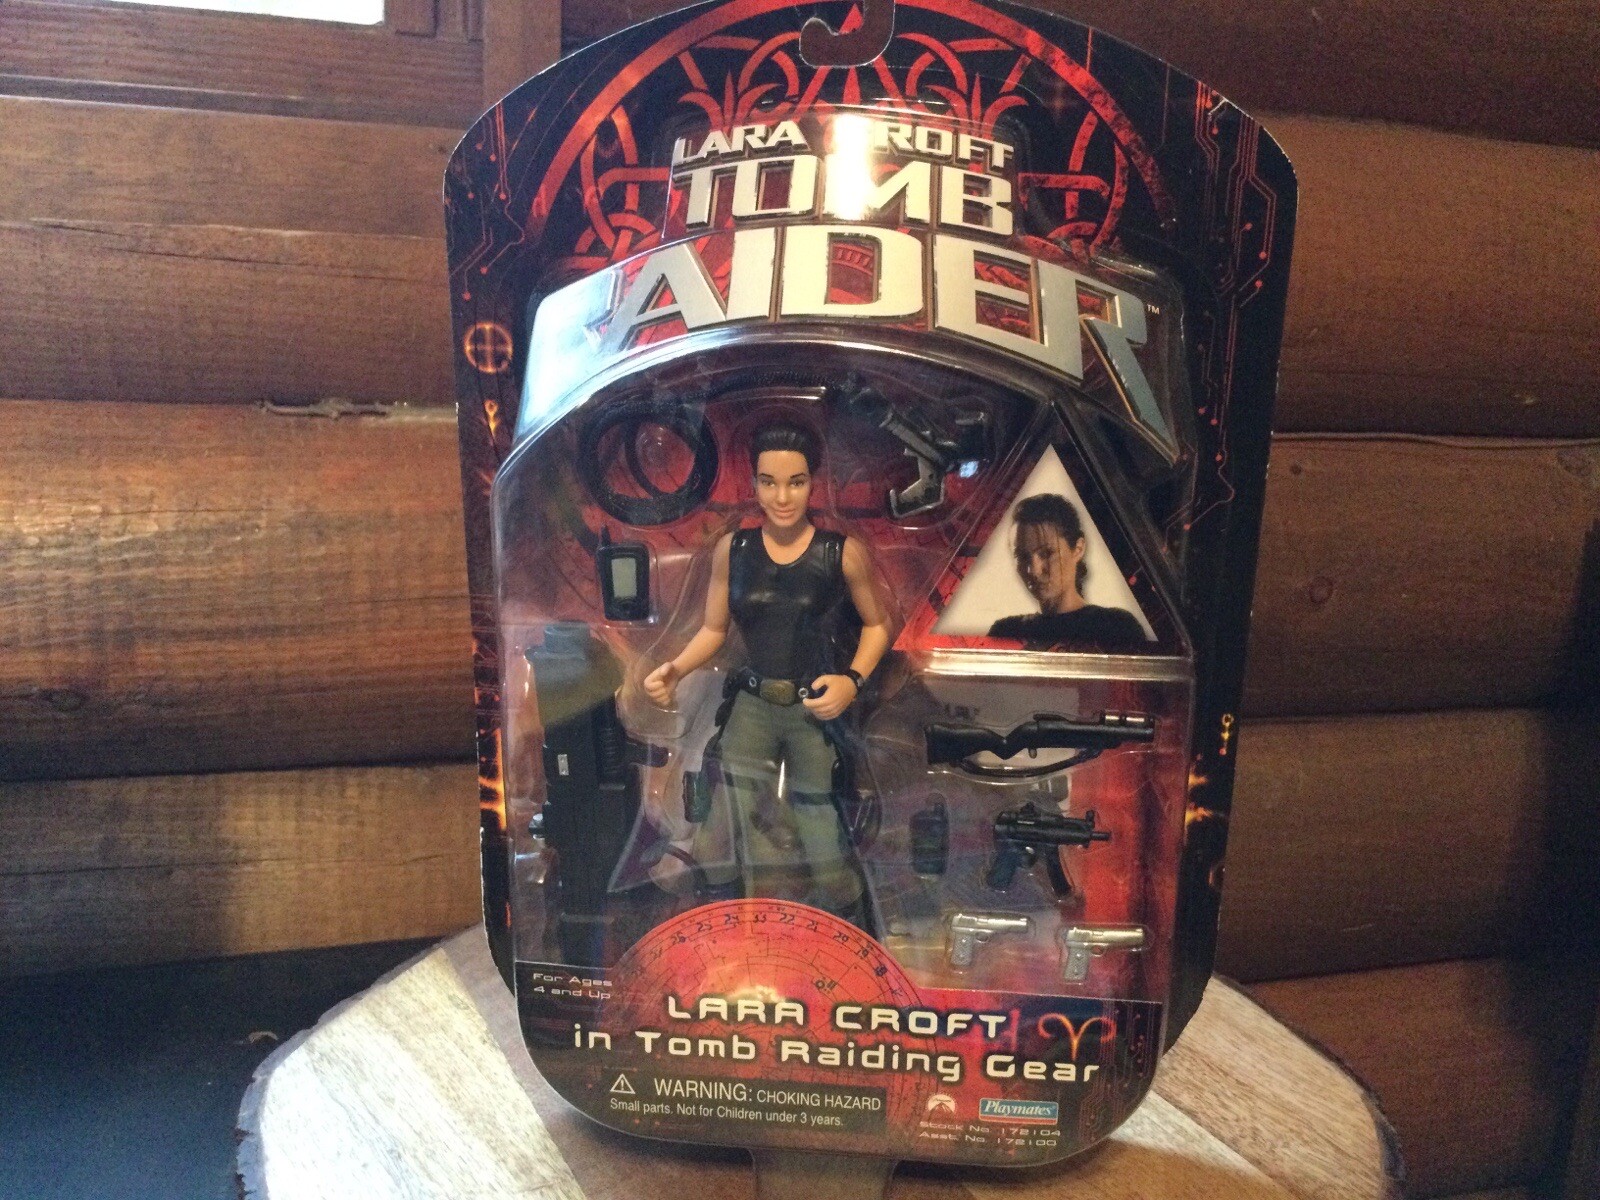 LARA CROFT
TOMB
RAIDER™
For Ages
4 and Up
LARA CROFT
in Tomb Raiding Gear
WARNING: CHOKING HAZARD
Small parts. Not for Children under 3 years.
Playmates
Stock No. 172104
Asst. No. 172100